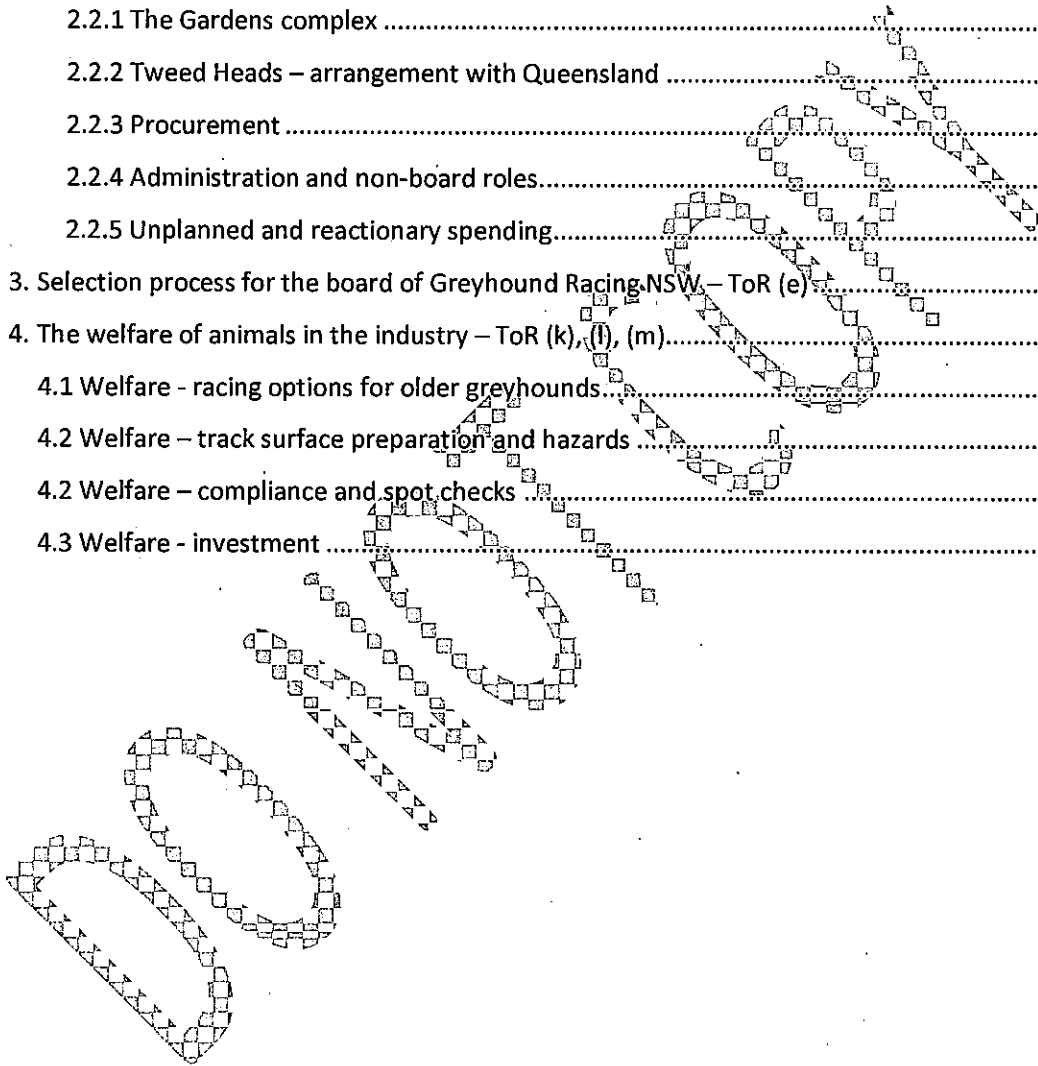 2.2.1 The Gardens complex ........................................
2.2.2 Tweed Heads – arrangement with Queensland ........................................
2.2.3 Procurement ........................................
2.2.4 Administration and non-board roles........................................
2.2.5 Unplanned and reactionary spending........................................
3. Selection process for the board of Greyhound Racing NSW – ToR (e) ........................................
4. The welfare of animals in the industry – ToR (k), (l), (m)........................................
4.1 Welfare - racing options for older greyhounds........................................
4.2 Welfare – track surface preparation and hazards ........................................
4.2 Welfare – compliance and spot checks ........................................
4.3 Welfare - investment ........................................
DO NOT COPY